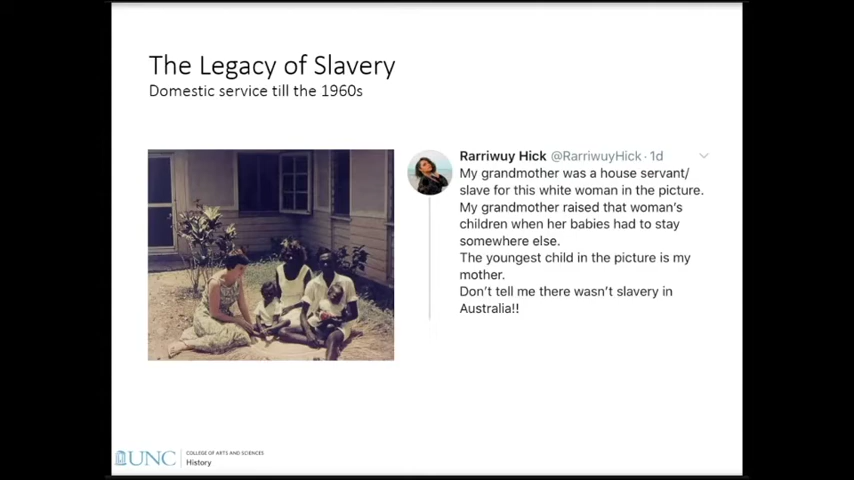 The Legacy of Slavery
Domestic service till the 1960s
Rarriwuy Hick @RarriwuyHick · 1d
My grandmother was a house servant/
slave for this white woman in the picture.
My grandmother raised that woman's
children when her babies had to stay
somewhere else.
The youngest child in the picture is my
mother.
Don't tell me there wasn't slavery in
Australia!!
UNC
COLLEGE OF ARTS AND SCIENCES
History